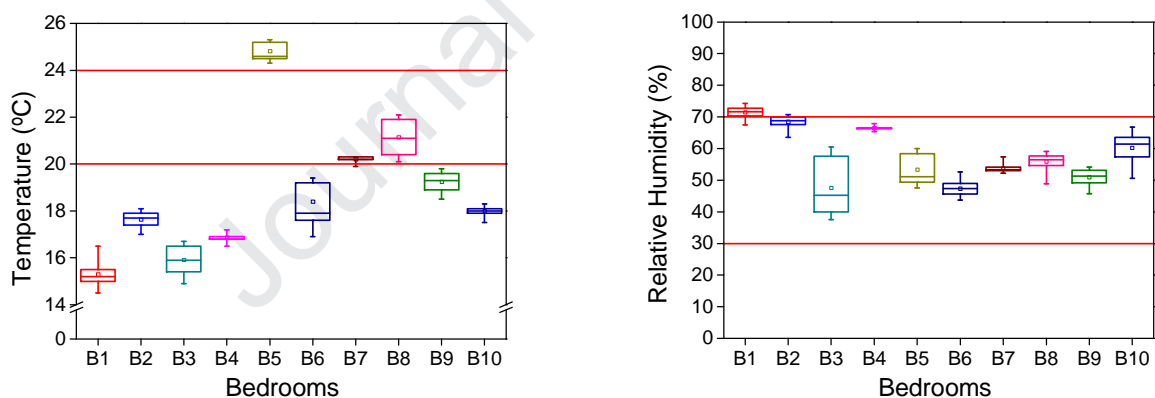 26
24
22
20
18
16
14
0
Temperature (ºC)
B1 B2 B3 B4 B5 B6 B7 B8 B9 B10
Bedrooms
Journal
100
90
80
70
60
50
40
30
20
10
0
Relative Humidity (%)
B1 B2 B3 B4 B5 B6 B7 B8 B9 B10
Bedrooms